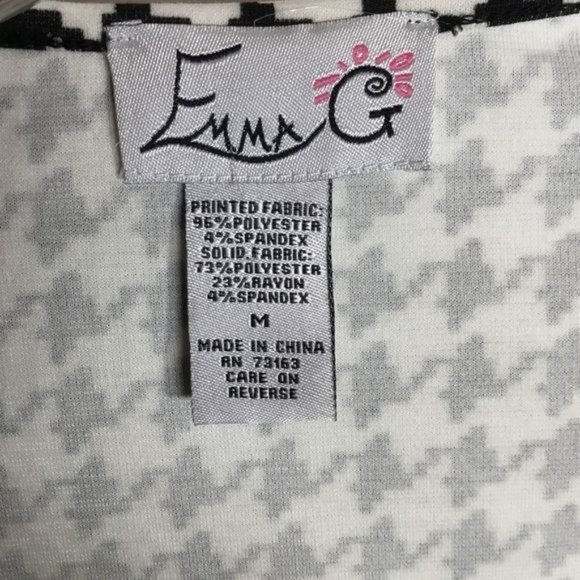 EMMA G
PRINTED FABRIC:
96%POLYESTER
4%SPANDEX
SOLID.FABRIC:
73%POLYESTER
23%RAYON
4%SPANDEX
M
MADE IN CHINA
RN 73163
CARE ON
REVERSE